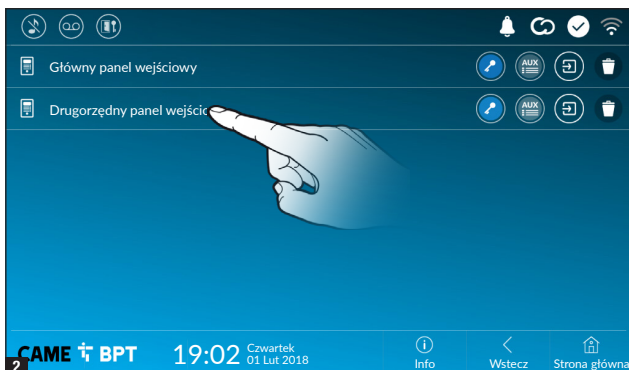 Główny panel wejściowy
AUX
Drugorzędny panel
AUX
CAME BPT
19:02
Czwartek
01 Lut 2018
Info
Wstecz
Strona główna
2